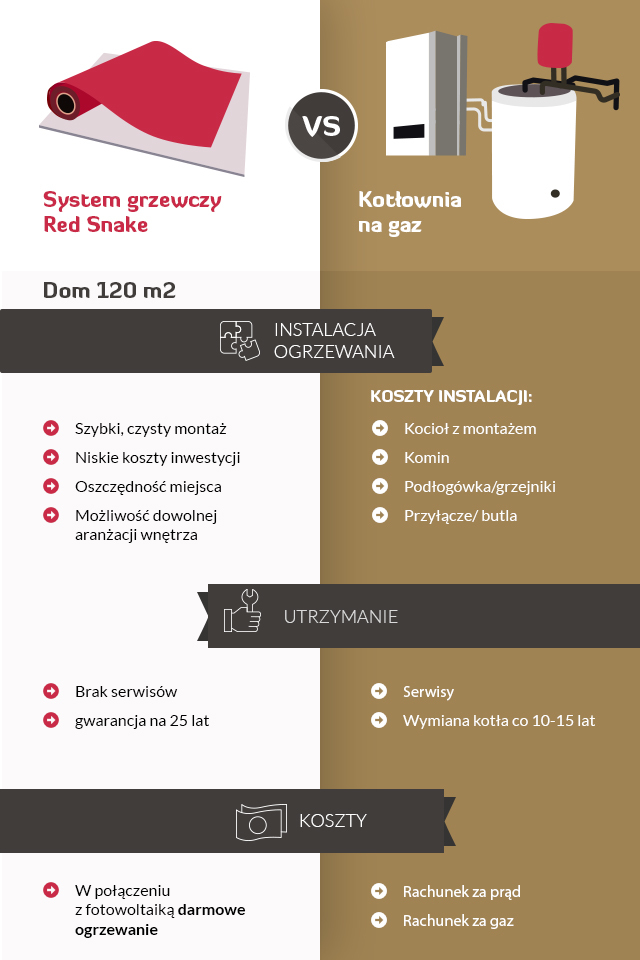 VS
System grzewczy
Red Snake
Kotłownia
na gaz
Dom 120 m2
INSTALACJA
OGRZEWANIA
Szybki, czysty montaż
Niskie koszty inwestycji
Oszczędność miejsca
Możliwość dowolnej
aranżacji wnętrza
KOSZTY INSTALACJI:
Kocioł z montażem
Komin
Podłogówka/grzejniki
Przyłącze/ butla
UTRZYMANIE
Brak serwisów
gwarancja na 25 lat
Serwisy
Wymiana kotła co 10-15 lat
KOSZTY
W połączeniu
z fotowoltaiką darmowe
ogrzewanie
Rachunek za prąd
Rachunek za gaz